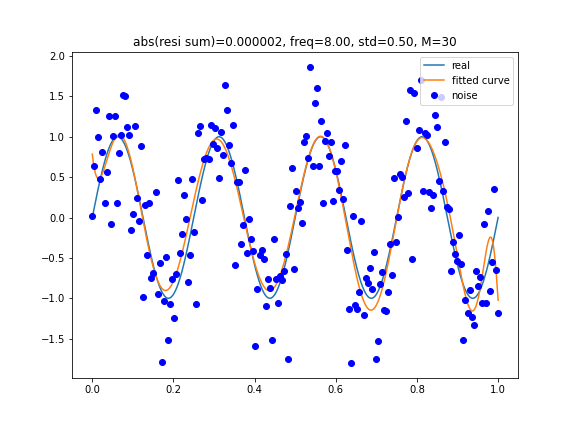 abs(resi sum)=0.000002, freq=8.00, std=0.50, M=30
real
fitted curve
noise
2.0
1.5
1.0
0.5
0.0
−0.5
−1.0
−1.5
0.0 0.2 0.4 0.6 0.8 1.0